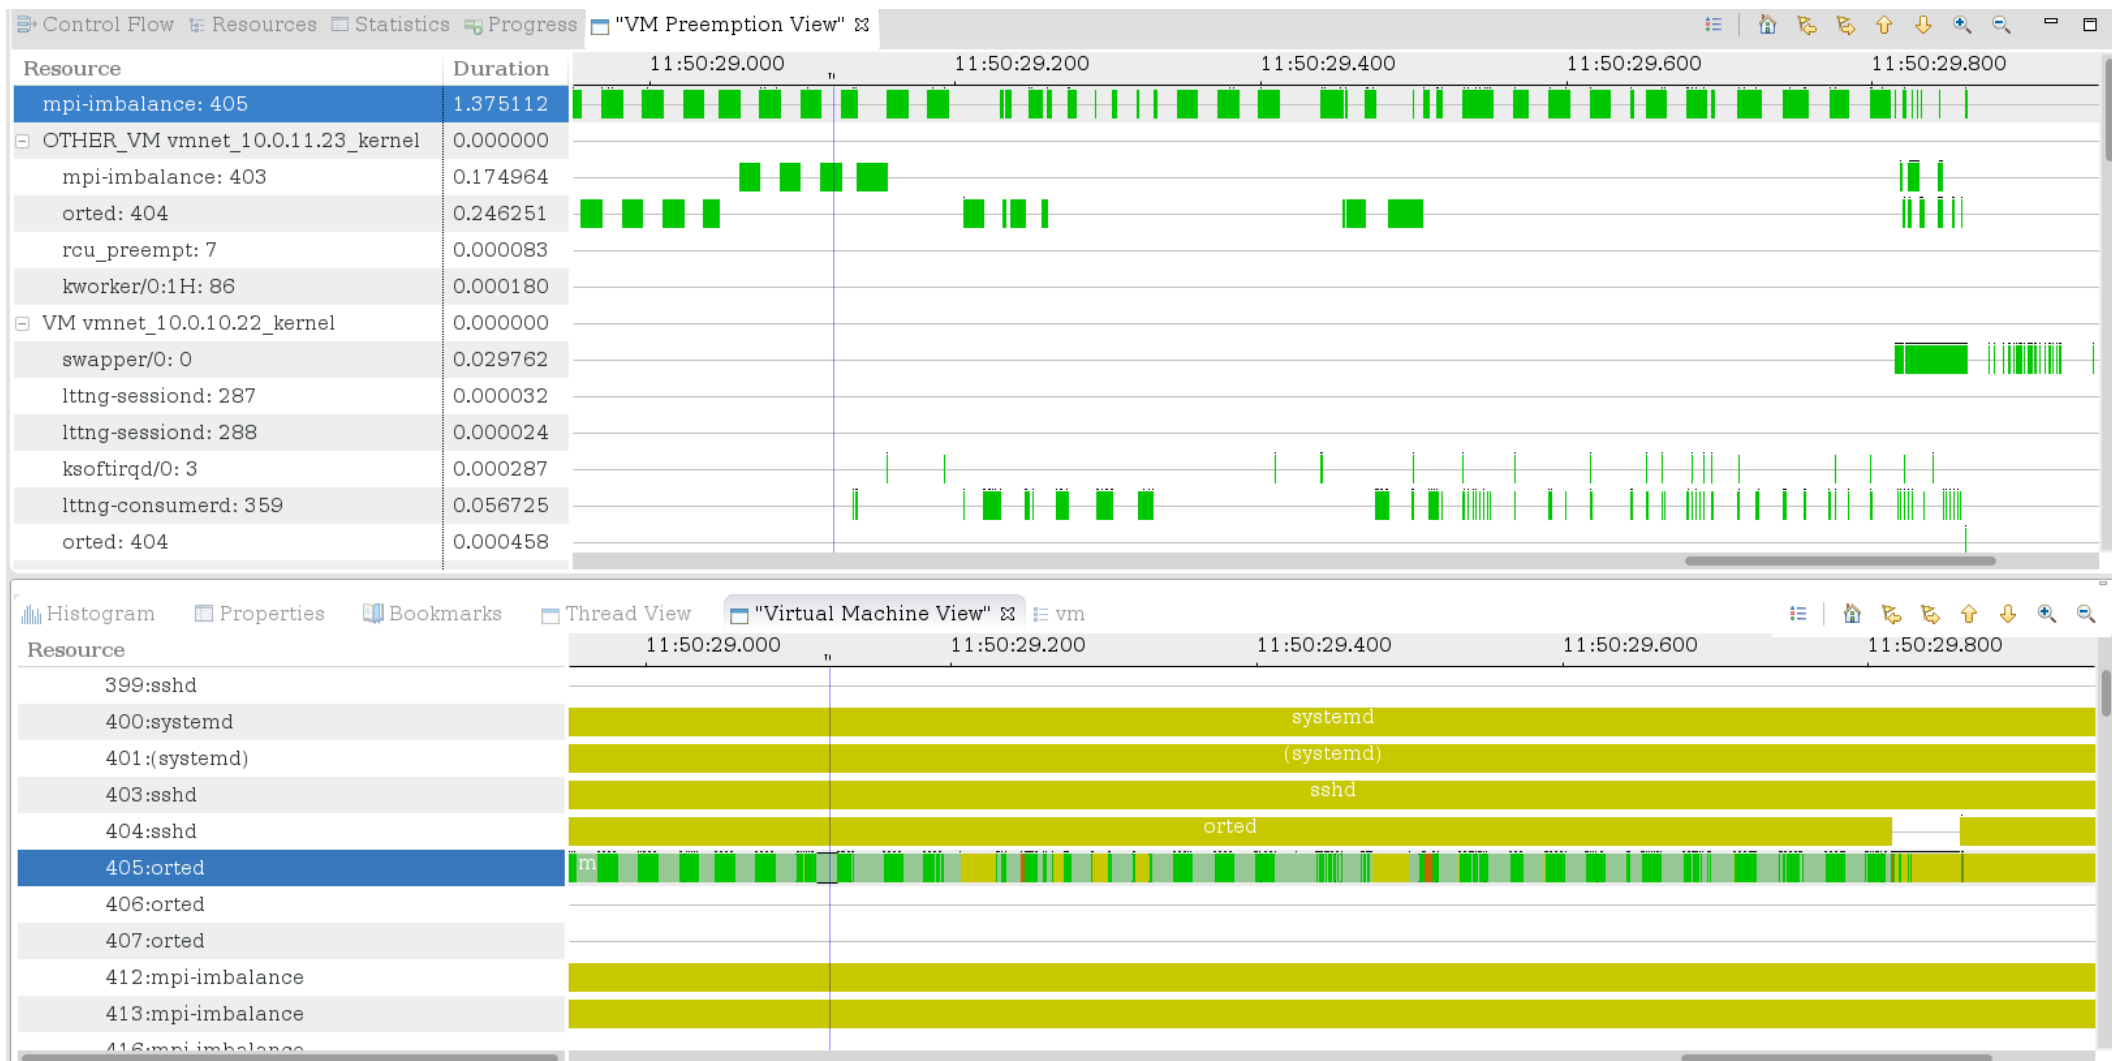 Control Flow Resources Statistics Progress "VM Preemption View"
Resource Duration 11:50:29.000 11:50:29.200 11:50:29.400 11:50:29.600 11:50:29.800
mpi-imbalance: 405 1.375112
OTHER_VM vmnet_10.0.11.23_kernel 0.000000
mpi-imbalance: 403 0.174964
orted: 404 0.246251
rcu_preempt: 7 0.000083
kworker/0:1H: 86 0.000180
VM vmnet_10.0.10.22_kernel 0.000000
swapper/0: 0 0.029762
lttng-sessiond: 287 0.000032
lttng-sessiond: 288 0.000024
ksoftirqd/0: 3 0.000287
lttng-consumerd: 359 0.056725
orted: 404 0.000458
Histogram Properties Bookmarks Thread View "Virtual Machine View" vm
Resource 11:50:29.000 11:50:29.200 11:50:29.400 11:50:29.600 11:50:29.800
399:sshd
400:systemd systemd
401:(systemd) (systemd)
403:sshd sshd
404:sshd orted
405:orted m
406:orted
407:orted
412:mpi-imbalance
413:mpi-imbalance
416:mpi-imbalance